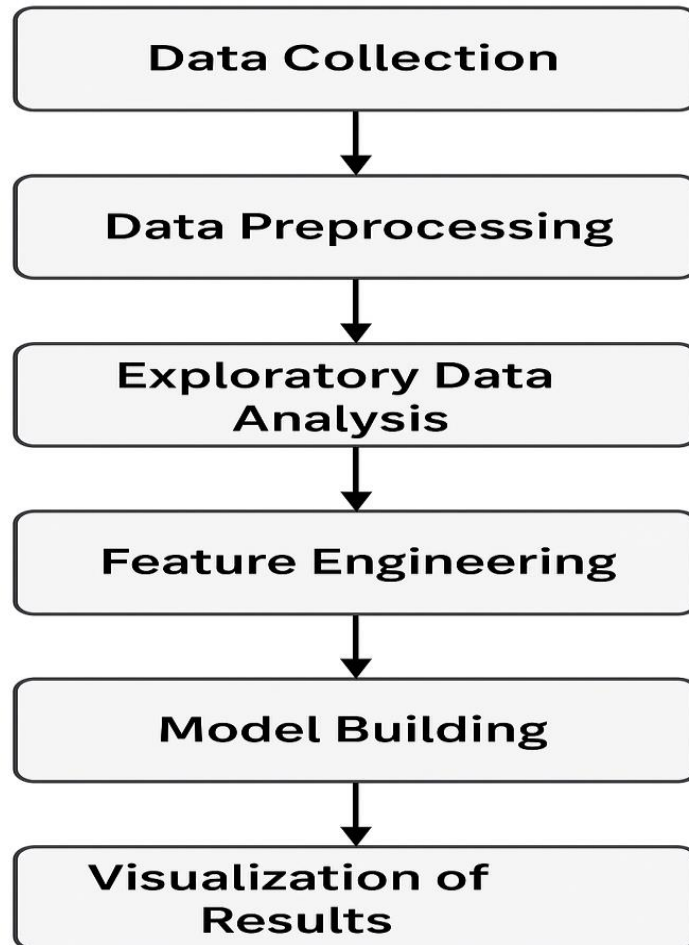 Data Collection
Data Preprocessing
Exploratory Data
Analysis
Feature Engineering
Model Building
Visualization of
Results